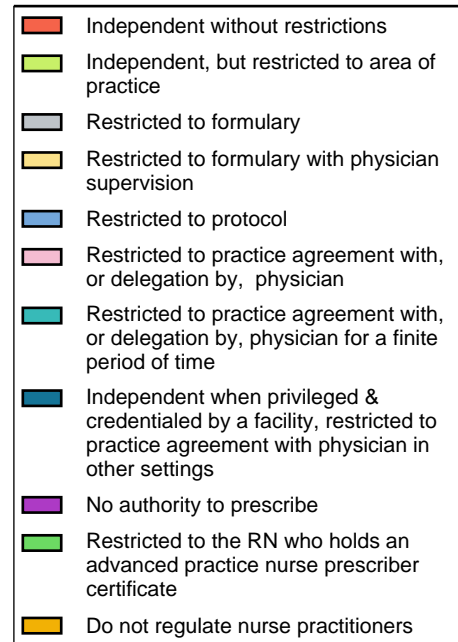 Independent without restrictions
Independent, but restricted to area of
practice
Restricted to formulary
Restricted to formulary with physician
supervision
Restricted to protocol
Restricted to practice agreement with,
or delegation by, physician
Restricted to practice agreement with,
or delegation by, physician for a finite
period of time
Independent when privileged &
credentialed by a facility, restricted to
practice agreement with physician in
other settings
No authority to prescribe
Restricted to the RN who holds an
advanced practice nurse prescriber
certificate
Do not regulate nurse practitioners